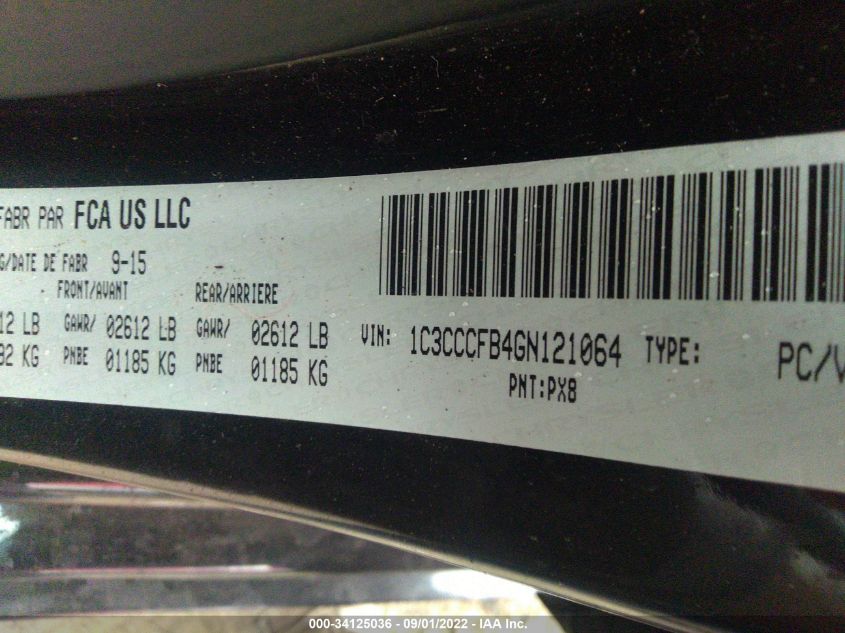 FABR PAR FCA US LLC
G/DATE DE FABR 9-15
FRONT/AVANT REAR/ARRIERE
12 LB GAWR/ 02612 LB GAWR/ 02612 LB VIN: 1C3CCCFB4GN121064 TYPE: PC/
92 KG PNBE 01185 KG PNBE 01185 KG PNT:PX8
000-34125036 - 09/01/2022 - IAA Inc.